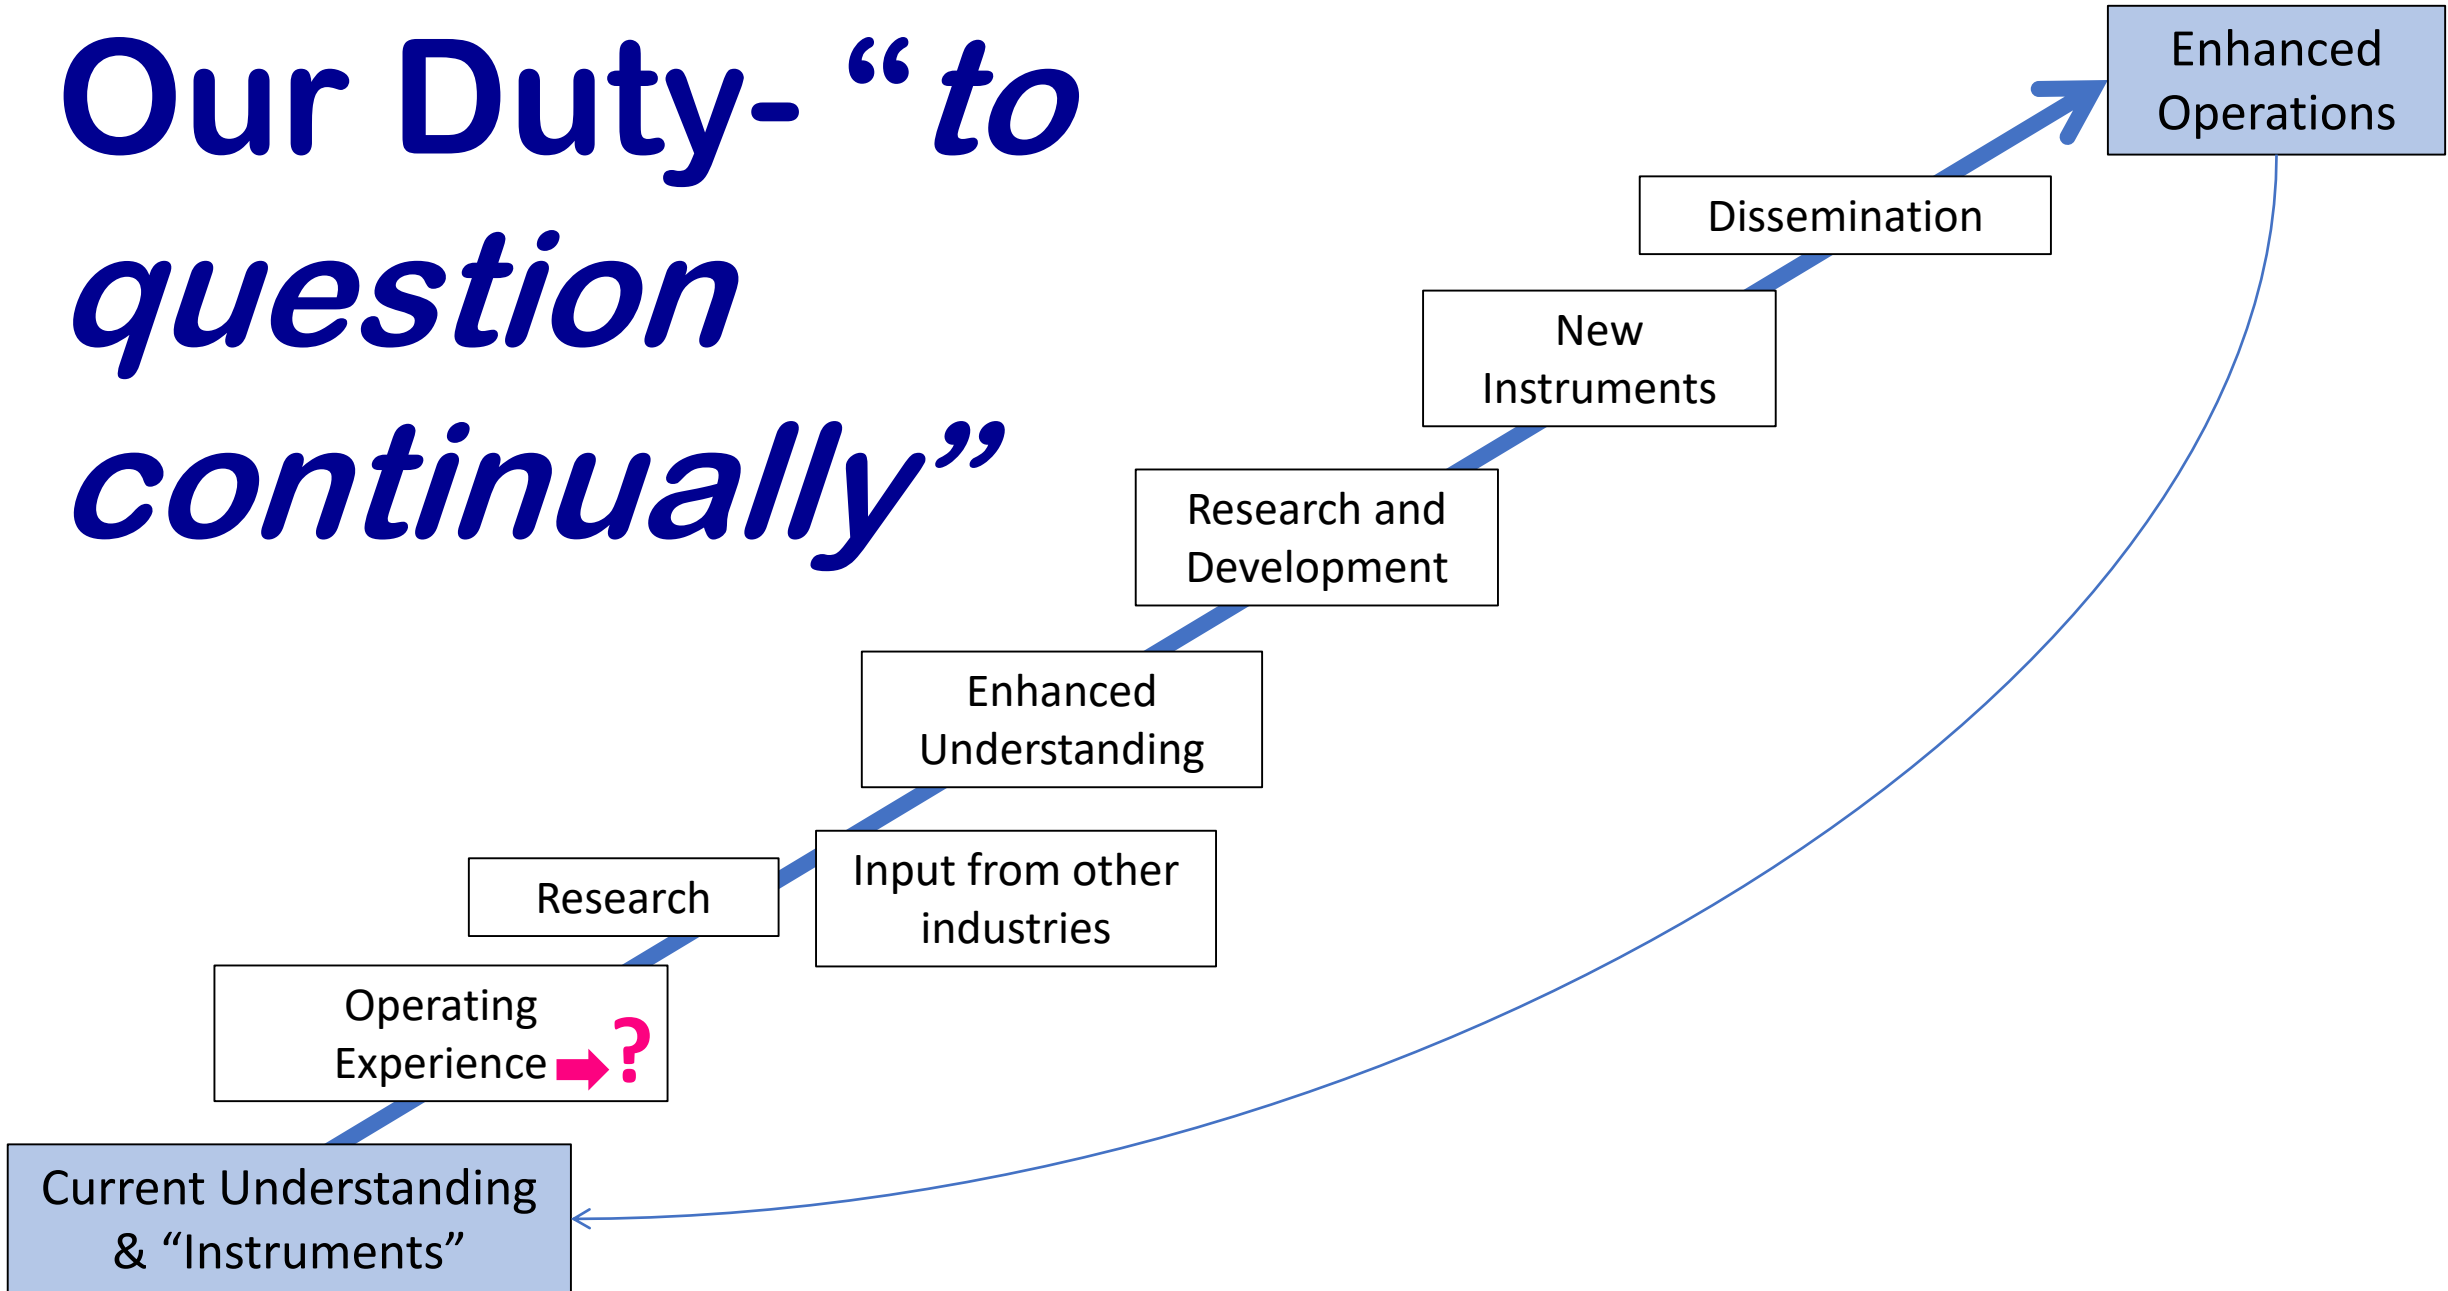 Our Duty- “to
question
continually”
Enhanced
Operations
Dissemination
New
Instruments
Research and
Development
Enhanced
Understanding
Input from other
industries
Research
Operating
Experience ?
Current Understanding
& “Instruments”